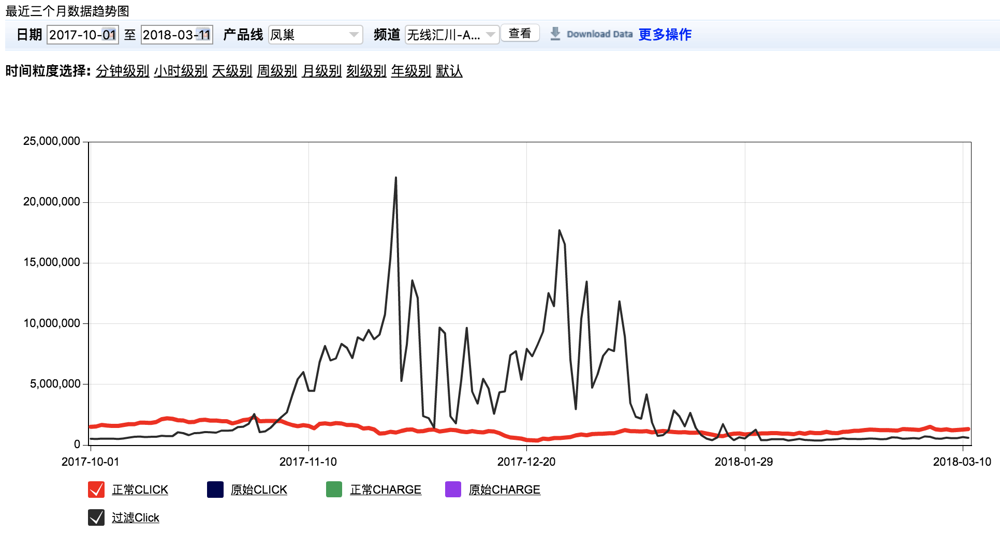 最近三个月数据趋势图
日期 2017-10-01 至 2018-03-11 产品线 凤巢 频道 无线汇川-A... 查看 Download Data 更多操作
时间粒度选择: 分钟级别 小时级别 天级别 周级别 月级别 刻级别 年级别 默认
25,000,000
20,000,000
15,000,000
10,000,000
5,000,000
0
2017-10-01 2017-11-10 2017-12-20 2018-01-29 2018-03-10
正常CLICK 原始CLICK 正常CHARGE 原始CHARGE
过滤Click